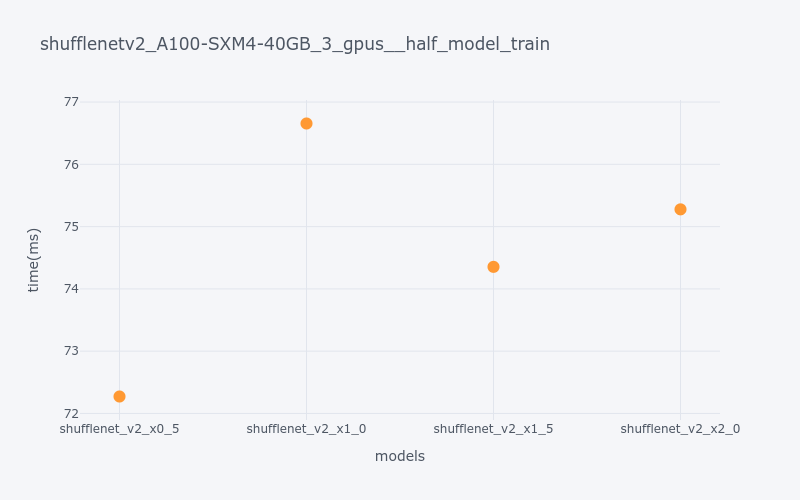 shufflenetv2_A100-SXM4-40GB_3_gpus__half_model_train
77
76
75
74
73
72
time(ms)
shufflenet_v2_x0_5
shufflenet_v2_x1_0
shufflenet_v2_x1_5
shufflenet_v2_x2_0
models